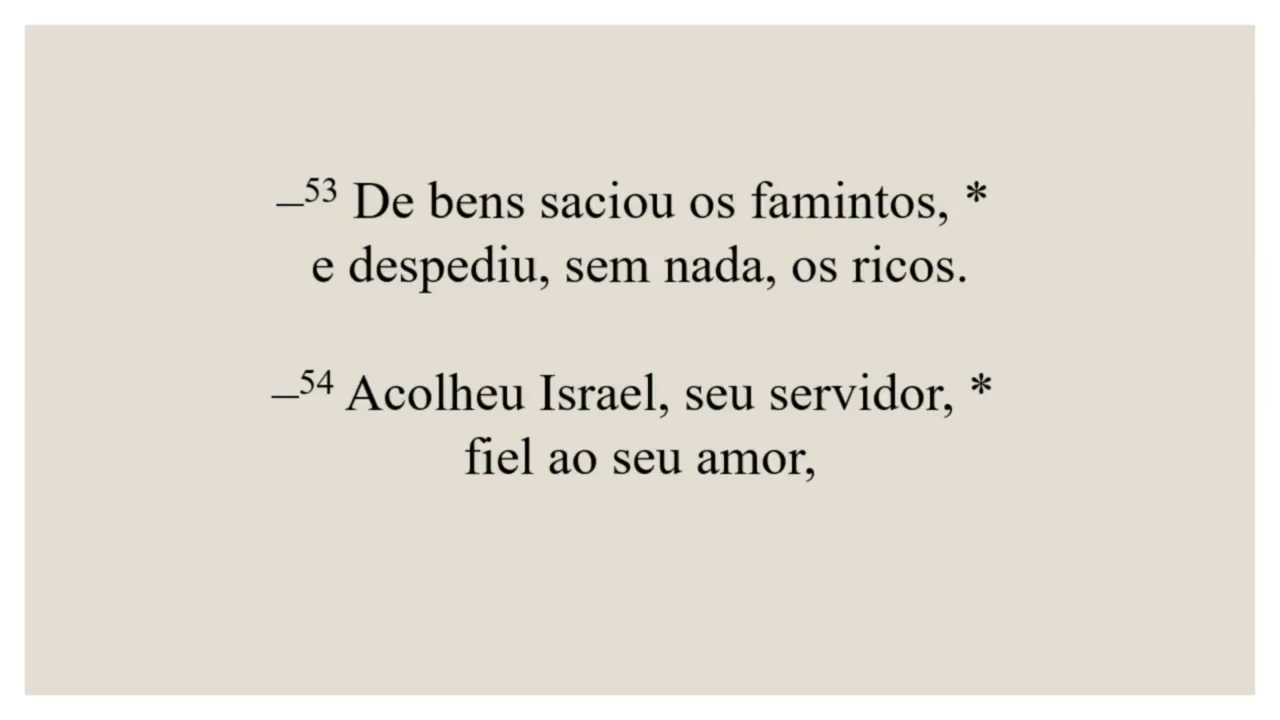 –⁵³ De bens saciou os famintos, *
e despediu, sem nada, os ricos.
–⁵⁴ Acolheu Israel, seu servidor, *
fiel ao seu amor,